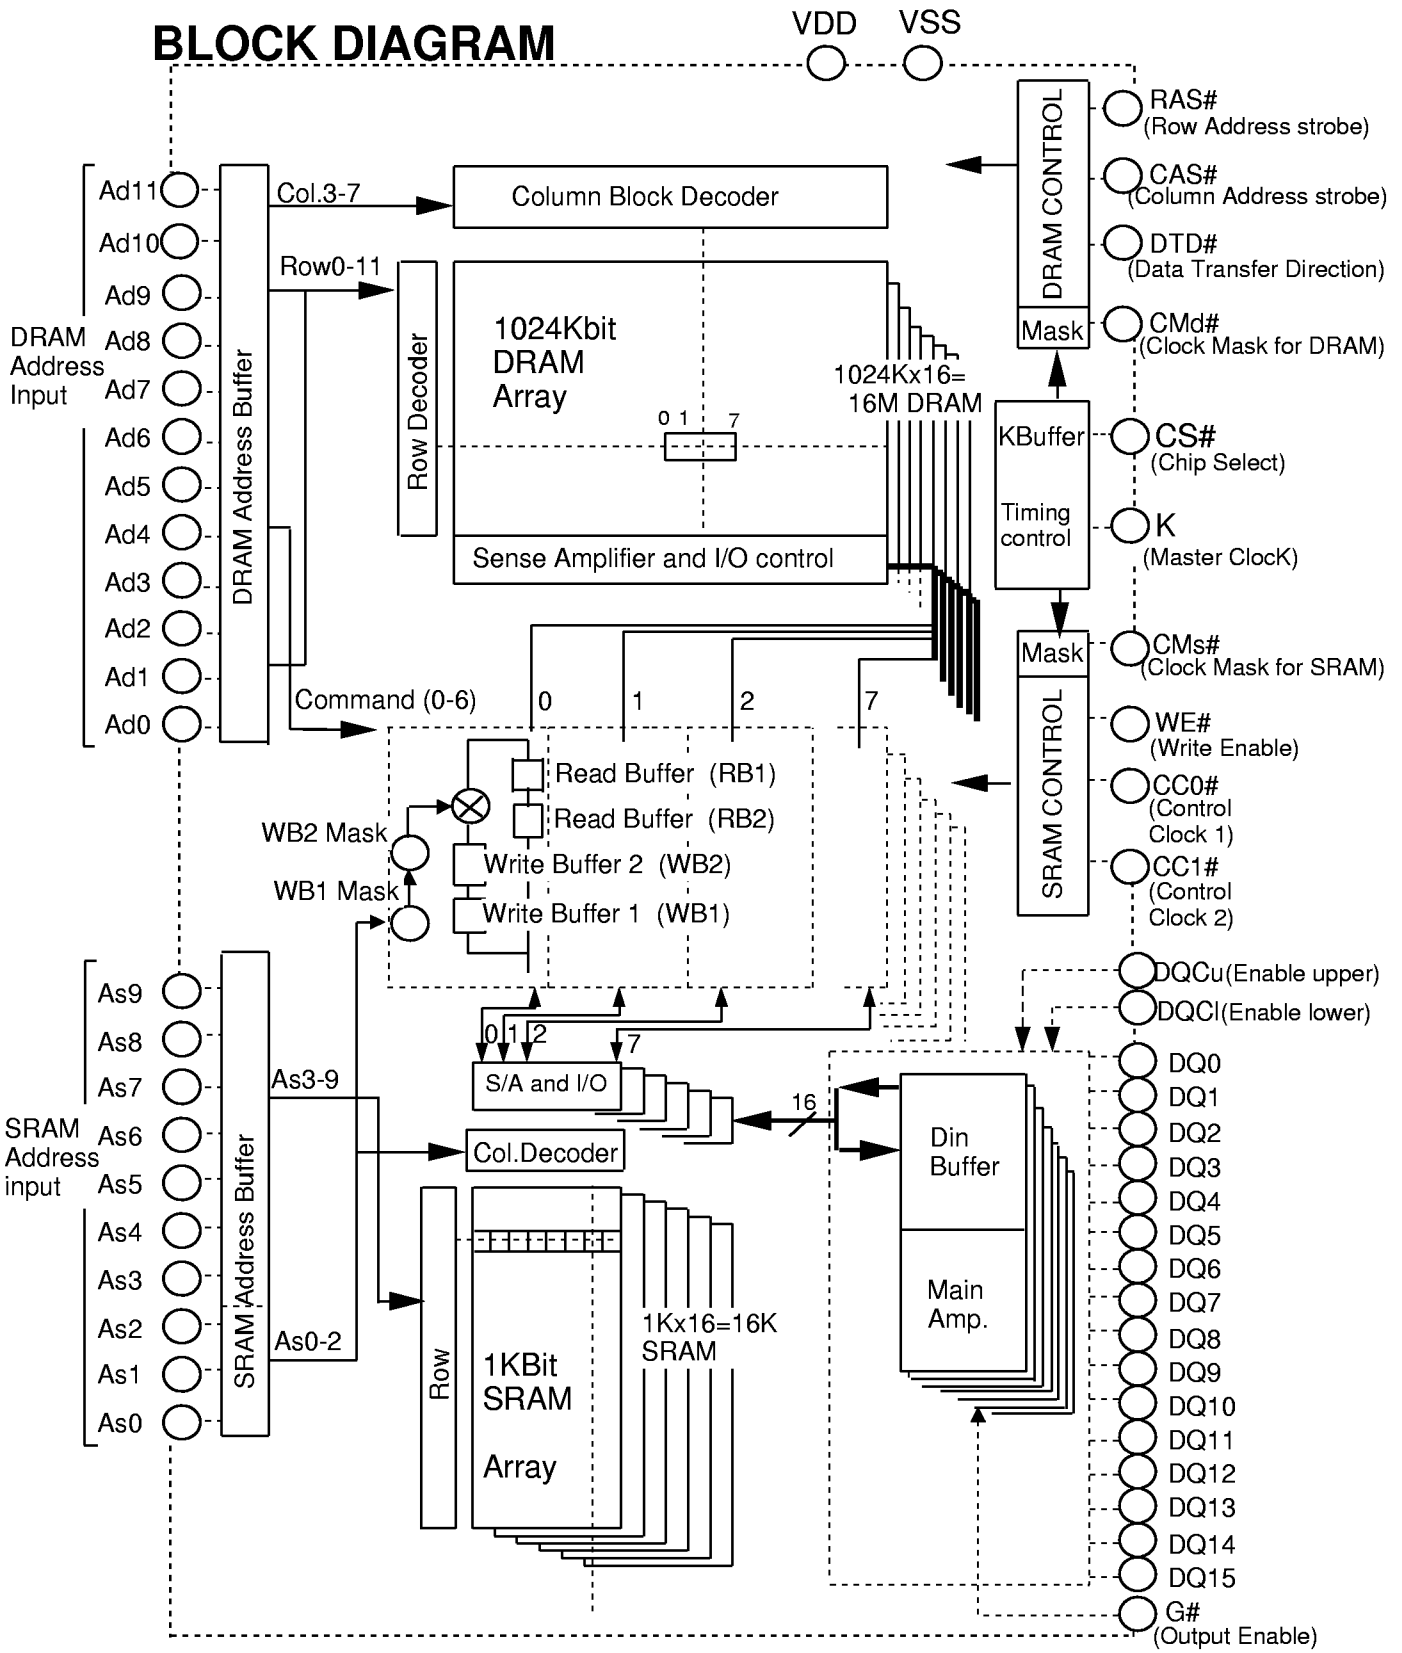 BLOCK DIAGRAM
VDD
VSS
RAS#
(Row Address strobe)
CAS#
(Column Address strobe)
DTD#
(Data Transfer Direction)
CMd#
(Clock Mask for DRAM)
DRAM CONTROL
Mask
KBuffer
Timing
control
CS#
(Chip Select)
K
(Master ClocK)
Mask
SRAM CONTROL
CMs#
(Clock Mask for SRAM)
WE#
(Write Enable)
CC0#
(Control
Clock 1)
CC1#
(Control
Clock 2)
DRAM
Address
Input
Ad11
Ad10
Ad9
Ad8
Ad7
Ad6
Ad5
Ad4
Ad3
Ad2
Ad1
Ad0
DRAM Address Buffer
Col.3-7
Row0-11
Column Block Decoder
Row Decoder
1024Kbit
DRAM
Array
0 1 7
1024Kx16=
16M DRAM
Sense Amplifier and I/O control
Command (0-6)
0
1
2
7
Read Buffer (RB1)
Read Buffer (RB2)
Write Buffer 2 (WB2)
Write Buffer 1 (WB1)
WB2 Mask
WB1 Mask
SRAM
Address
input
As9
As8
As7
As6
As5
As4
As3
As2
As1
As0
SRAM Address Buffer
As3-9
As0-2
0 1 2
7
S/A and I/O
Col.Decoder
Row
1KBit
SRAM
Array
1Kx16=16K
SRAM
16
Din
Buffer
Main
Amp.
DQCu(Enable upper)
DQCl(Enable lower)
DQ0
DQ1
DQ2
DQ3
DQ4
DQ5
DQ6
DQ7
DQ8
DQ9
DQ10
DQ11
DQ12
DQ13
DQ14
DQ15
G#
(Output Enable)